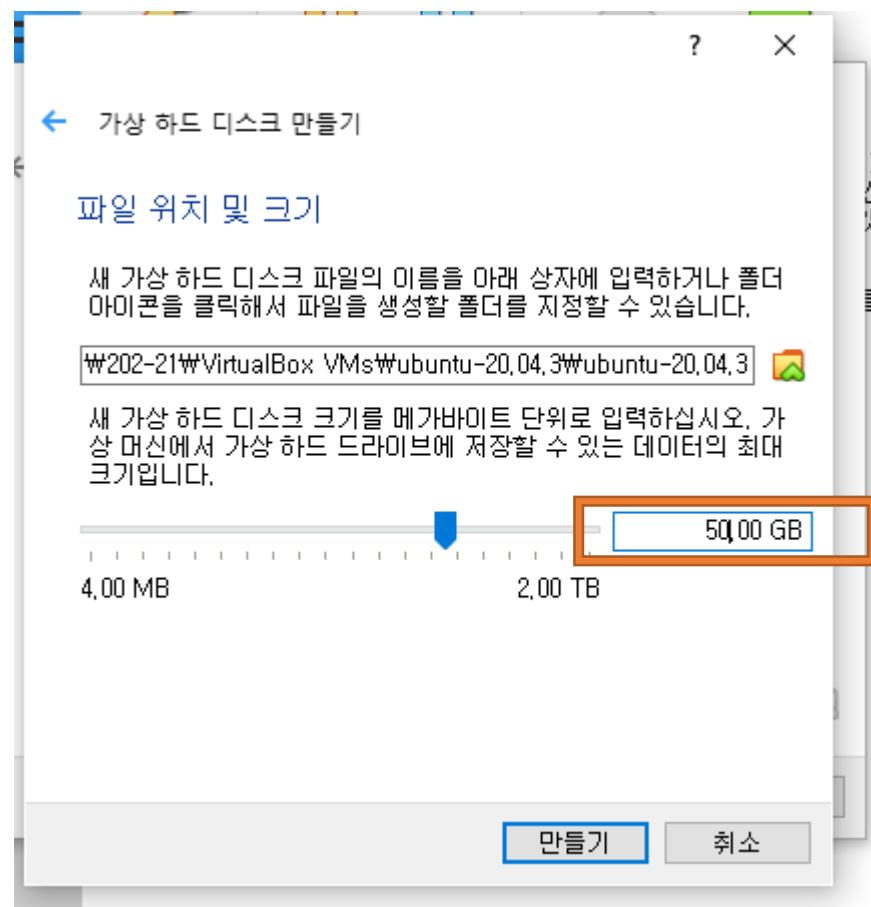 ?
가상 하드 디스크 만들기
파일 위치 및 크기
새 가상 하드 디스크 파일의 이름을 아래 상자에 입력하거나 폴더
아이콘을 클릭해서 파일을 생성할 폴더를 지정할 수 있습니다.
₩202-21₩VirtualBox VMs₩ubuntu-20,04,3₩ubuntu-20,04,3
새 가상 하드 디스크 크기를 메가바이트 단위로 입력하십시오. 가
상 머신에서 가상 하드 드라이브에 저장할 수 있는 데이터의 최대
크기입니다.
50,00 GB
4,00 MB 2,00 TB
만들기 취소